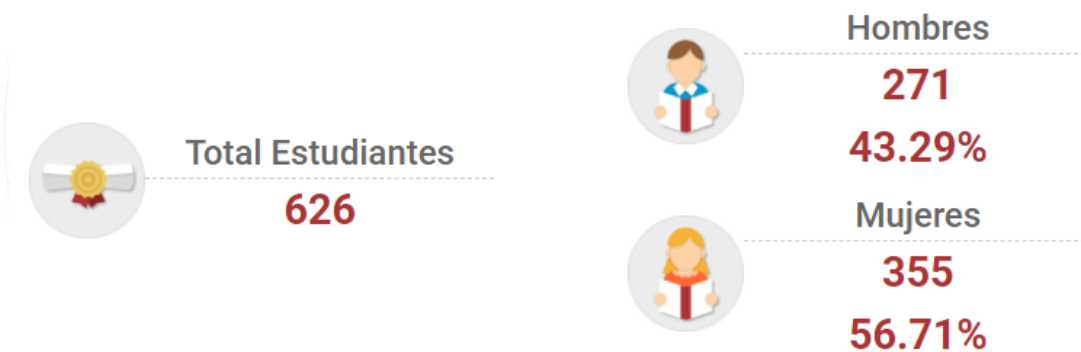 Total Estudiantes
626
Hombres
271
43.29%
Mujeres
355
56.71%